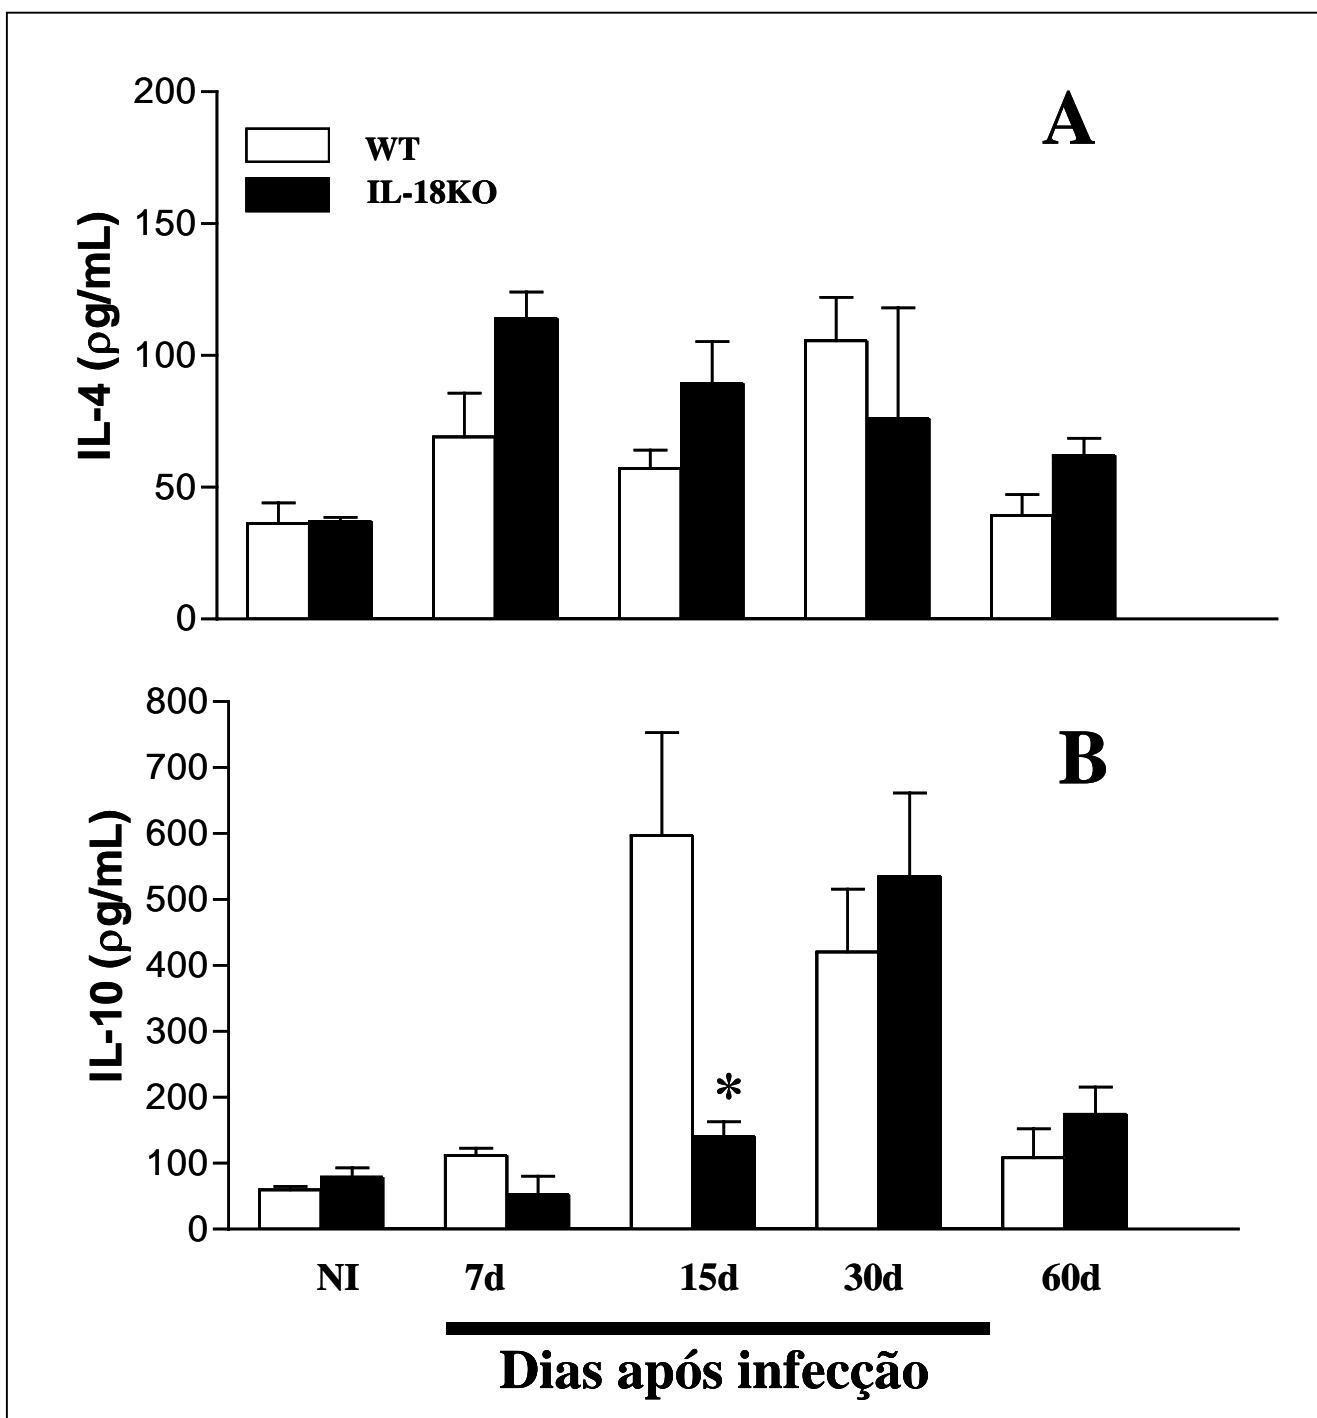 A
200
WT
IL-18KO
150
100
50
0
IL-4 (ρg/mL)
B
800
700
600
500
400
300
200
*
100
0
IL-10 (ρg/mL)
NI 7d 15d 30d 60d
Dias após infecção